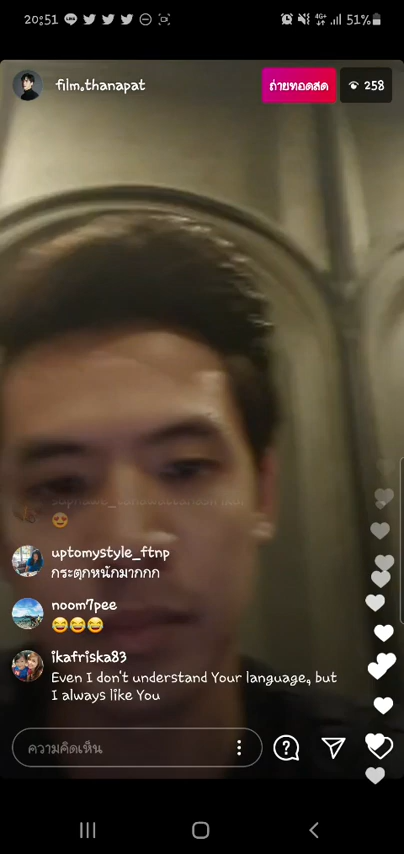 20:51
4G+
51%
film.thanapat
ถ่ายทอดสด
258
uptomystyle_ftnp
กระตุกหนักมากกก
noom7pee
ikafriska83
Even I don't understand Your language, but
I always like You
ความคิดเห็น